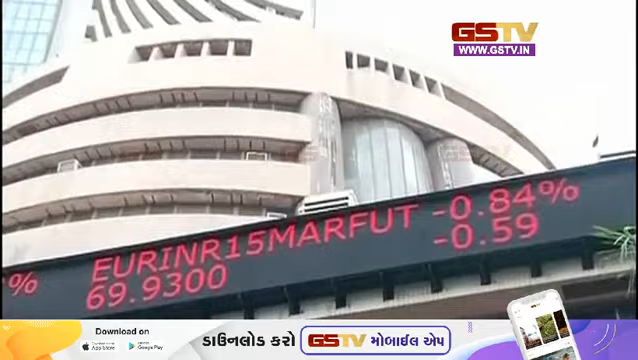 GSTV
WWW.GSTV.IN
% EURINR15MARFUT -0.84%
69.9300 -0.59
Download on
App Store Google Play
ડાઉનલોડ કરો GSTV મોબાઈલ એપ